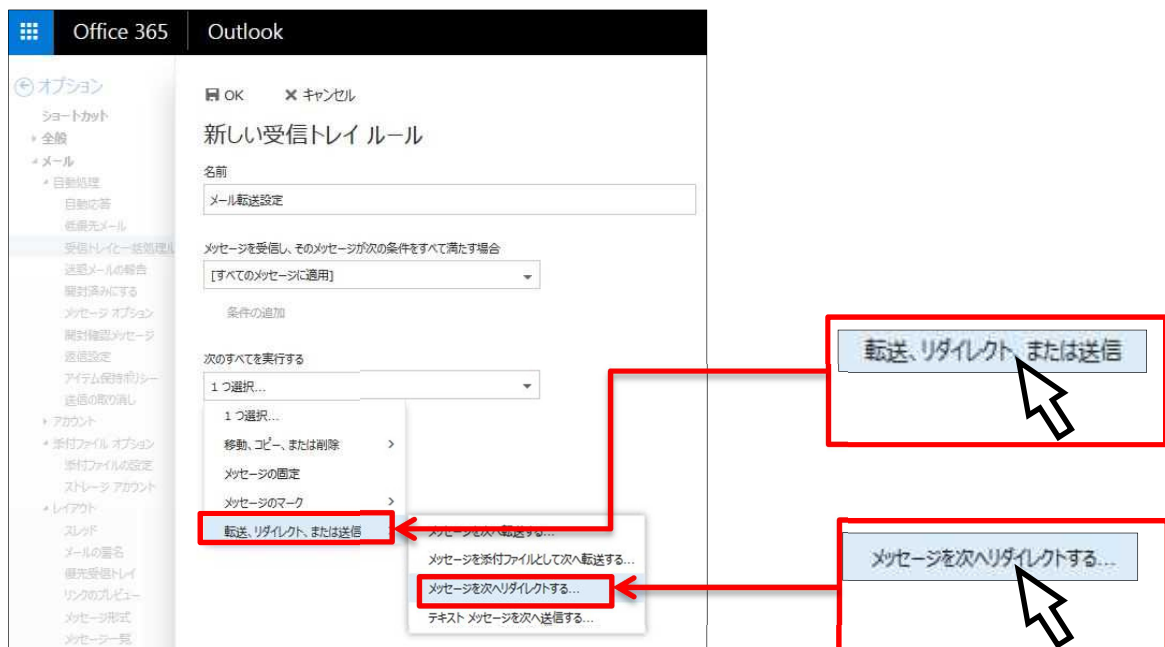 Office 365 Outlook
オプション
ショートカット
全般
メール
自動処理
自動応答
低優先メール
受信トレイと一括処理ル
迷惑メールの報告
開封済みにする
メッセージ オプション
開封確認メッセージ
返信設定
アイテム保持ポリシー
送信の取り消し
アカウント
添付ファイル オプション
添付ファイルの設定
ストレージ アカウント
レイアウト
スレッド
メールの署名
優先受信トレイ
リンクのプレビュー
メッセージ形式
メッセージ一覧
OK キャンセル
新しい受信トレイ ルール
名前
メール転送設定
メッセージを受信し、そのメッセージが次の条件をすべて満たす場合
[すべてのメッセージに適用]
条件の追加
次のすべてを実行する
1 つ選択...
1 つ選択...
移動、コピー、または削除
メッセージの固定
メッセージのマーク
転送、リダイレクト、または送信
メッセージを次へ転送する...
メッセージを添付ファイルとして次へ転送する...
メッセージを次へリダイレクトする...
テキスト メッセージを次へ送信する...
転送、リダイレクト、または送信
メッセージを次へリダイレクトする...